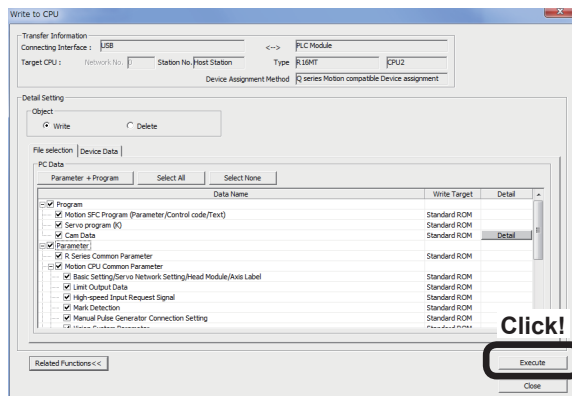 Write to CPU
Transfer Information
Connecting Interface : USB <--> PLC Module
Target CPU : Network No. 0 Station No. Host Station Type R16MT CPU2
Device Assignment Method Q series Motion compatible Device assignment
Detail Setting
Object
Write Delete
File selection Device Data
PC Data
Parameter + Program Select All Select None
Data Name Write Target Detail
Program
Motion SFC Program (Parameter/Control code/Text) Standard ROM
Servo program (K) Standard ROM
Cam Data Standard ROM Detail
Parameter
R Series Common Parameter Standard ROM
Motion CPU Common Parameter
Basic Setting/Servo Network Setting/Head Module/Axis Label Standard ROM
Limit Output Data Standard ROM
High-speed Input Request Signal Standard ROM
Mark Detection Standard ROM
Manual Pulse Generator Connection Setting Standard ROM
Vision System Parameter Standard ROM
Click!
Related Functions<< Execute
Close